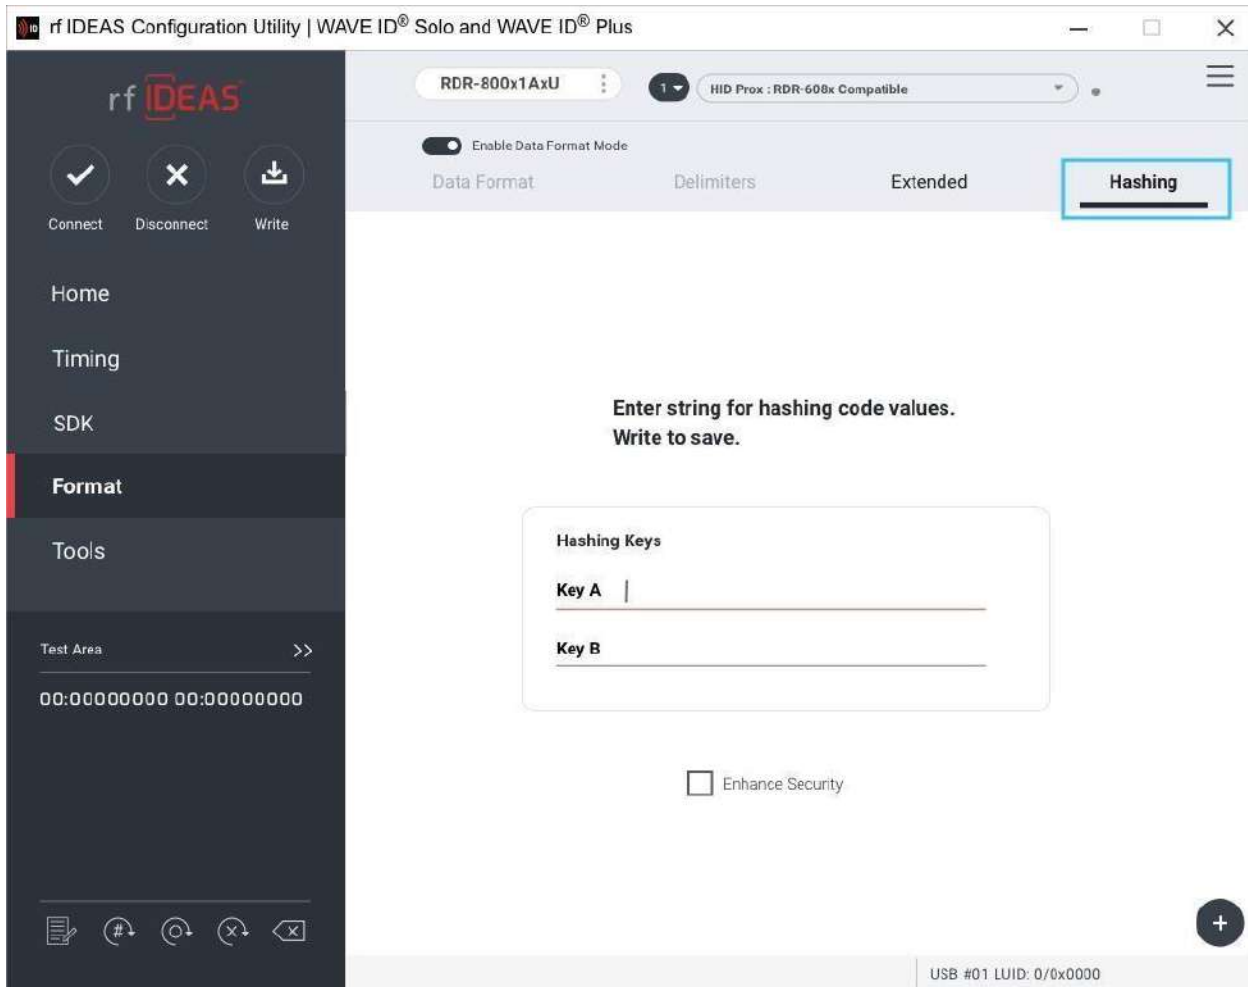 rf IDEAS Configuration Utility | WAVE ID® Solo and WAVE ID® Plus
rf IDEAS
RDR-800x1AxU
1
HID Prox : RDR-608x Compatible
Enable Data Format Mode
Data Format
Delimiters
Extended
Hashing
Connect
Disconnect
Write
Home
Timing
SDK
Format
Tools
Enter string for hashing code values.
Write to save.
Hashing Keys
Key A
Key B
Enhance Security
Test Area >>
00:00000000 00:00000000
USB #01 LUID: 0/0x0000